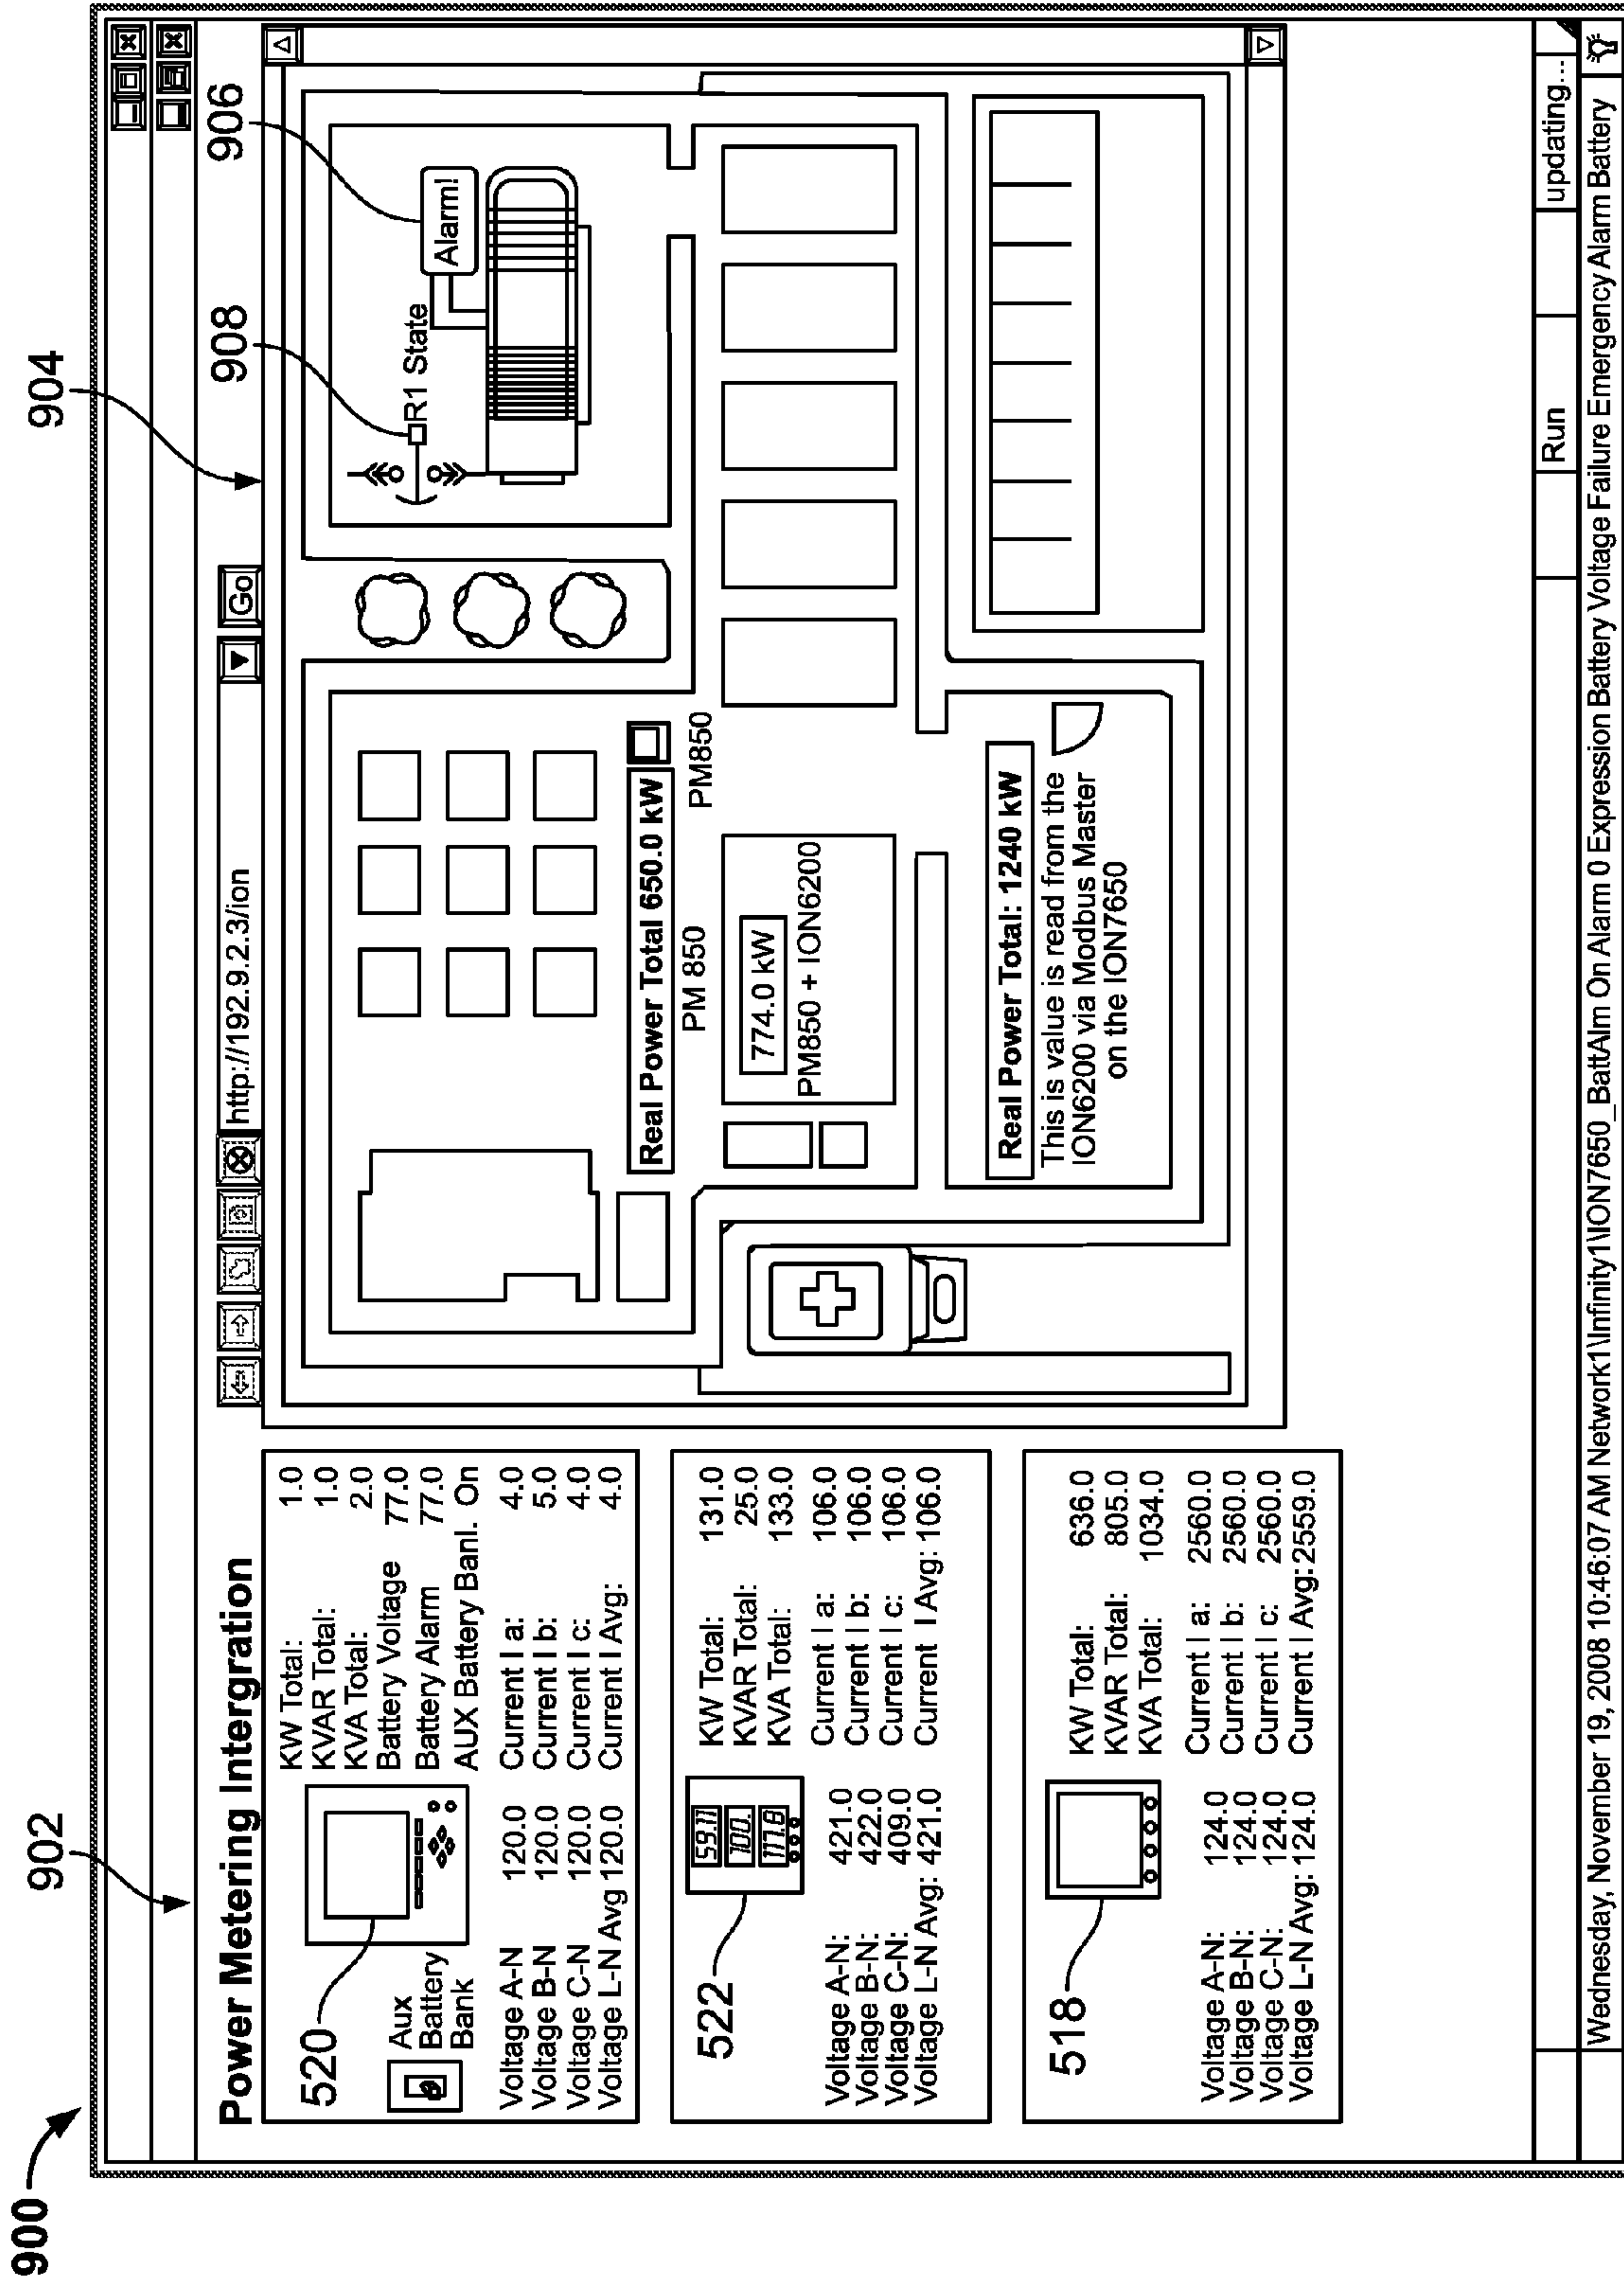 900
902
904
Power Metering Intergration
http://192.9.2.3/ion
Go
908
906
520
Aux
Battery
Bank
KW Total: 1.0
KVAR Total: 1.0
KVA Total: 2.0
Battery Voltage 77.0
Battery Alarm 77.0
AUX Battery Banl. On
Voltage A-N 120.0 Current I a: 4.0
Voltage B-N 120.0 Current I b: 5.0
Voltage C-N 120.0 Current I c: 4.0
Voltage L-N Avg 120.0 Current I Avg: 4.0
522
59.11
100.
117.8
KW Total: 131.0
KVAR Total: 25.0
KVA Total: 133.0
Voltage A-N: 421.0 Current I a: 106.0
Voltage B-N: 422.0 Current I b: 106.0
Voltage C-N: 409.0 Current I c: 106.0
Voltage L-N Avg: 421.0 Current I Avg: 106.0
518
KW Total: 636.0
KVAR Total: 805.0
KVA Total: 1034.0
Voltage A-N: 124.0 Current I a: 2560.0
Voltage B-N: 124.0 Current I b: 2560.0
Voltage C-N: 124.0 Current I c: 2560.0
Voltage L-N Avg: 124.0 Current I Avg: 2559.0
R1 State
Alarm!
Real Power Total 650.0 kW
PM 850
PM850
774.0 kW
PM850 + ION6200
Real Power Total: 1240 kW
This is value is read from the
ION6200 via Modbus Master
on the ION7650
Run
updating...
Wednesday, November 19, 2008 10:46:07 AM Network1\Infinity1\ION7650_BattAlm On Alarm 0 Expression Battery Voltage Failure Emergency Alarm Battery